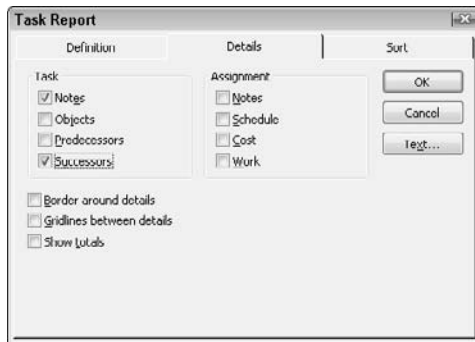 Task Report
Definition
Details
Sort
Task
Notes
Objects
Predecessors
Successors
Assignment
Notes
Schedule
Cost
Work
OK
Cancel
Text...
Border around details
Gridlines between details
Show totals